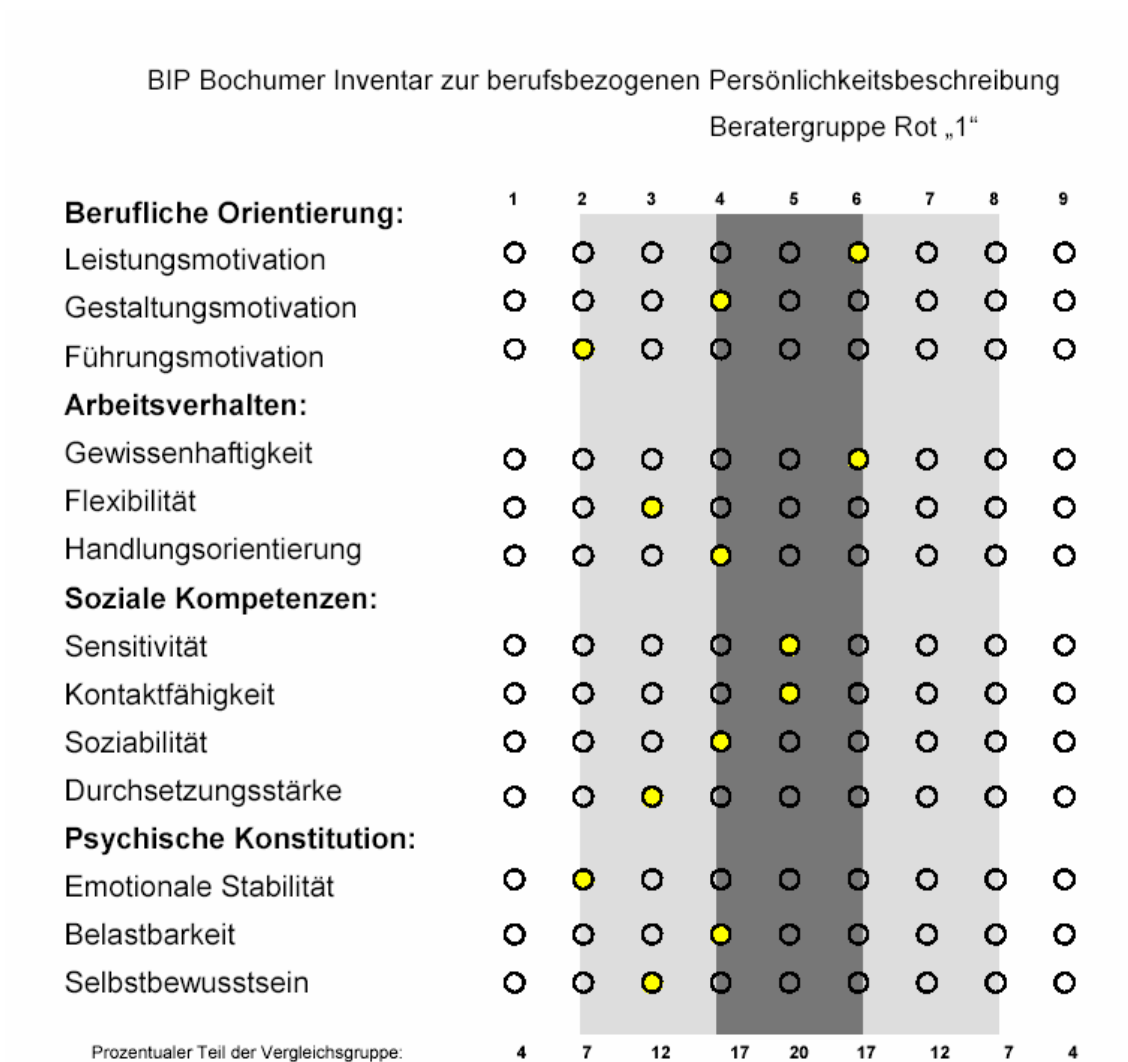 BIP Bochumer Inventar zur berufsbezogenen Persönlichkeitsbeschreibung
Beratergruppe Rot „1“
1 2 3 4 5 6 7 8 9
Berufliche Orientierung:
Leistungsmotivation
Gestaltungsmotivation
Führungsmotivation
Arbeitsverhalten:
Gewissenhaftigkeit
Flexibilität
Handlungsorientierung
Soziale Kompetenzen:
Sensitivität
Kontaktfähigkeit
Soziabilität
Durchsetzungsstärke
Psychische Konstitution:
Emotionale Stabilität
Belastbarkeit
Selbstbewusstsein
Prozentualer Teil der Vergleichsgruppe: 4 7 12 17 20 17 12 7 4